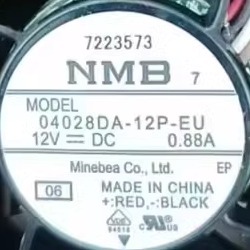 7223573
NMB 7
MODEL
04028DA-12P-EU
12V ⎓ DC 0.88A
Minebea Co., Ltd. EP
06 MADE IN CHINA
+:RED,-:BLACK